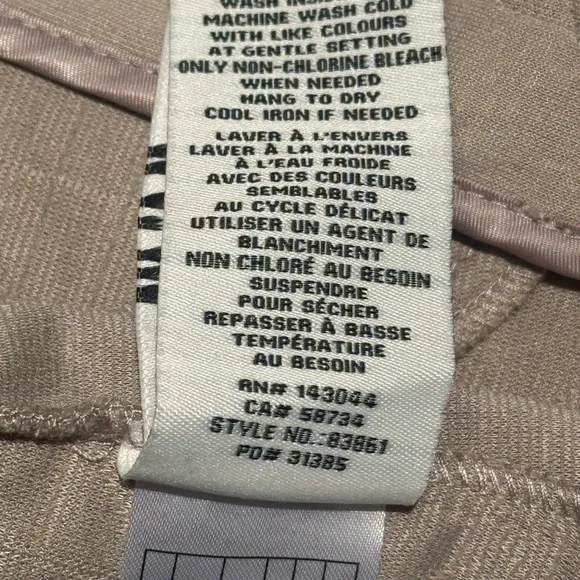 WASH INSIDE
MACHINE WASH COLD
WITH LIKE COLOURS
AT GENTLE SETTING
ONLY NON-CHLORINE BLEACH
WHEN NEEDED
HANG TO DRY
COOL IRON IF NEEDED
LAVER À L'ENVERS
LAVER À LA MACHINE
À L'EAU FROIDE
AVEC DES COULEURS
SEMBLABLES
AU CYCLE DÉLICAT
UTILISER UN AGENT DE
BLANCHIMENT
NON CHLORÉ AU BESOIN
SUSPENDRE
POUR SÉCHER
REPASSER À BASSE
TEMPÉRATURE
AU BESOIN
RN# 143044
CA# 58734
STYLE NO.:83861
PO# 31385